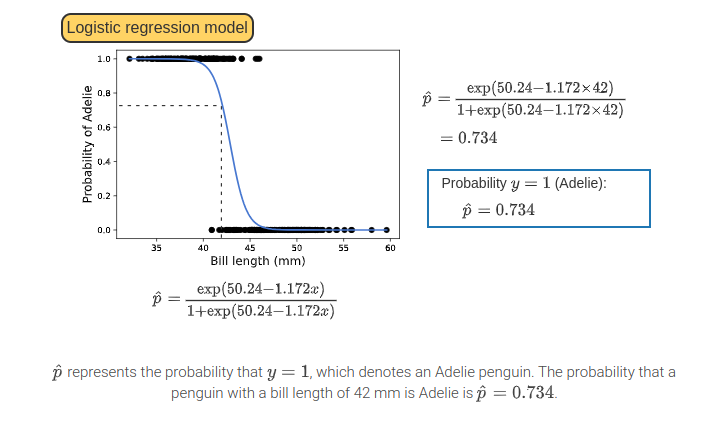 Logistic regression model
1.0
0.8
0.6
0.4
0.2
0.0
Probability of Adelie
35 40 45 50 55 60
Bill length (mm)
p̂ = exp(50.24−1.172x) / 1+exp(50.24−1.172x)
p̂ = exp(50.24−1.172×42) / 1+exp(50.24−1.172×42)
= 0.734
Probability y = 1 (Adelie):
p̂ = 0.734
p̂ represents the probability that y = 1, which denotes an Adelie penguin. The probability that a
penguin with a bill length of 42 mm is Adelie is p̂ = 0.734.